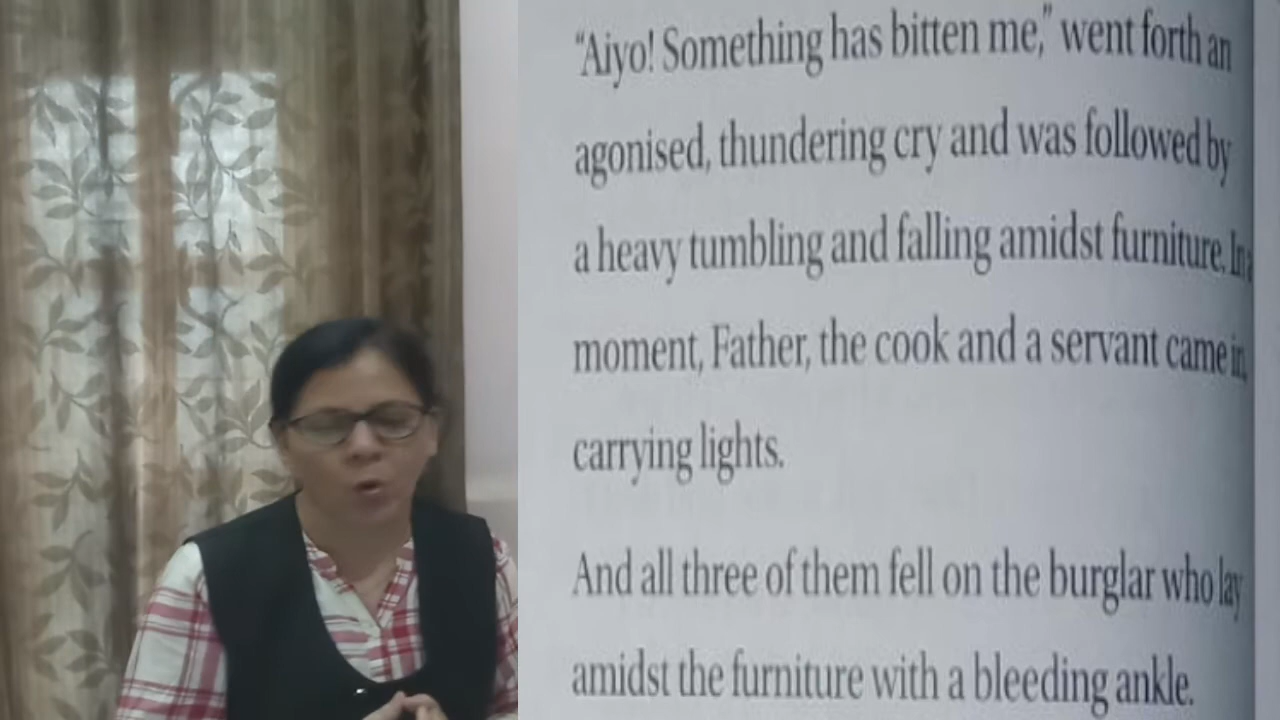 “Aiyo! Something has bitten me,” went forth an
agonised, thundering cry and was followed by
a heavy tumbling and falling amidst furniture. In a
moment, Father, the cook and a servant came in,
carrying lights.
And all three of them fell on the burglar who lay
amidst the furniture with a bleeding ankle.